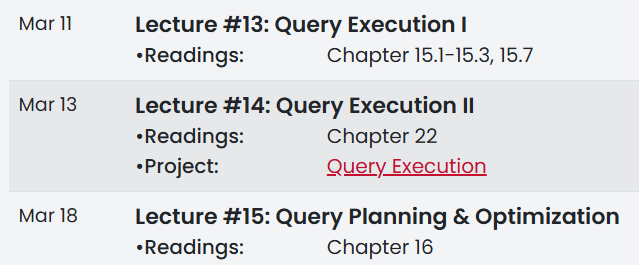 Mar 11 Lecture #13: Query Execution I
•Readings: Chapter 15.1-15.3, 15.7
Mar 13 Lecture #14: Query Execution II
•Readings: Chapter 22
•Project: Query Execution
Mar 18 Lecture #15: Query Planning & Optimization
•Readings: Chapter 16